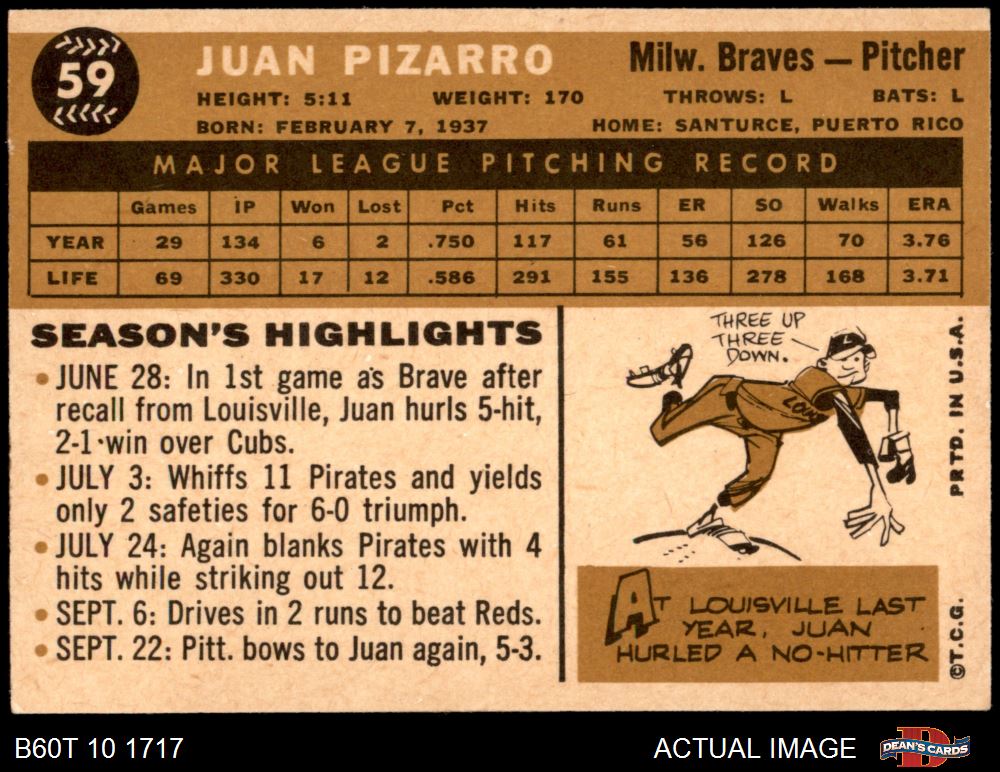 59
JUAN PIZARRO
Milw. Braves — Pitcher
HEIGHT: 5:11 WEIGHT: 170 THROWS: L BATS: L
BORN: FEBRUARY 7, 1937 HOME: SANTURCE, PUERTO RICO
MAJOR LEAGUE PITCHING RECORD
Games IP Won Lost Pct Hits Runs ER SO Walks ERA
YEAR 29 134 6 2 .750 117 61 56 126 70 3.76
LIFE 69 330 17 12 .586 291 155 136 278 168 3.71
SEASON'S HIGHLIGHTS
• JUNE 28: In 1st game as Brave after
recall from Louisville, Juan hurls 5-hit,
2-1 win over Cubs.
• JULY 3: Whiffs 11 Pirates and yields
only 2 safeties for 6-0 triumph.
• JULY 24: Again blanks Pirates with 4
hits while striking out 12.
• SEPT. 6: Drives in 2 runs to beat Reds.
• SEPT. 22: Pitt. bows to Juan again, 5-3.
THREE UP
THREE
DOWN.
L
AT LOUISVILLE LAST
YEAR, JUAN
HURLED A NO-HITTER
PRTD. IN U.S.A.
©T.C.G.
B60T 10 1717
ACTUAL IMAGE
DEAN'S CARDS